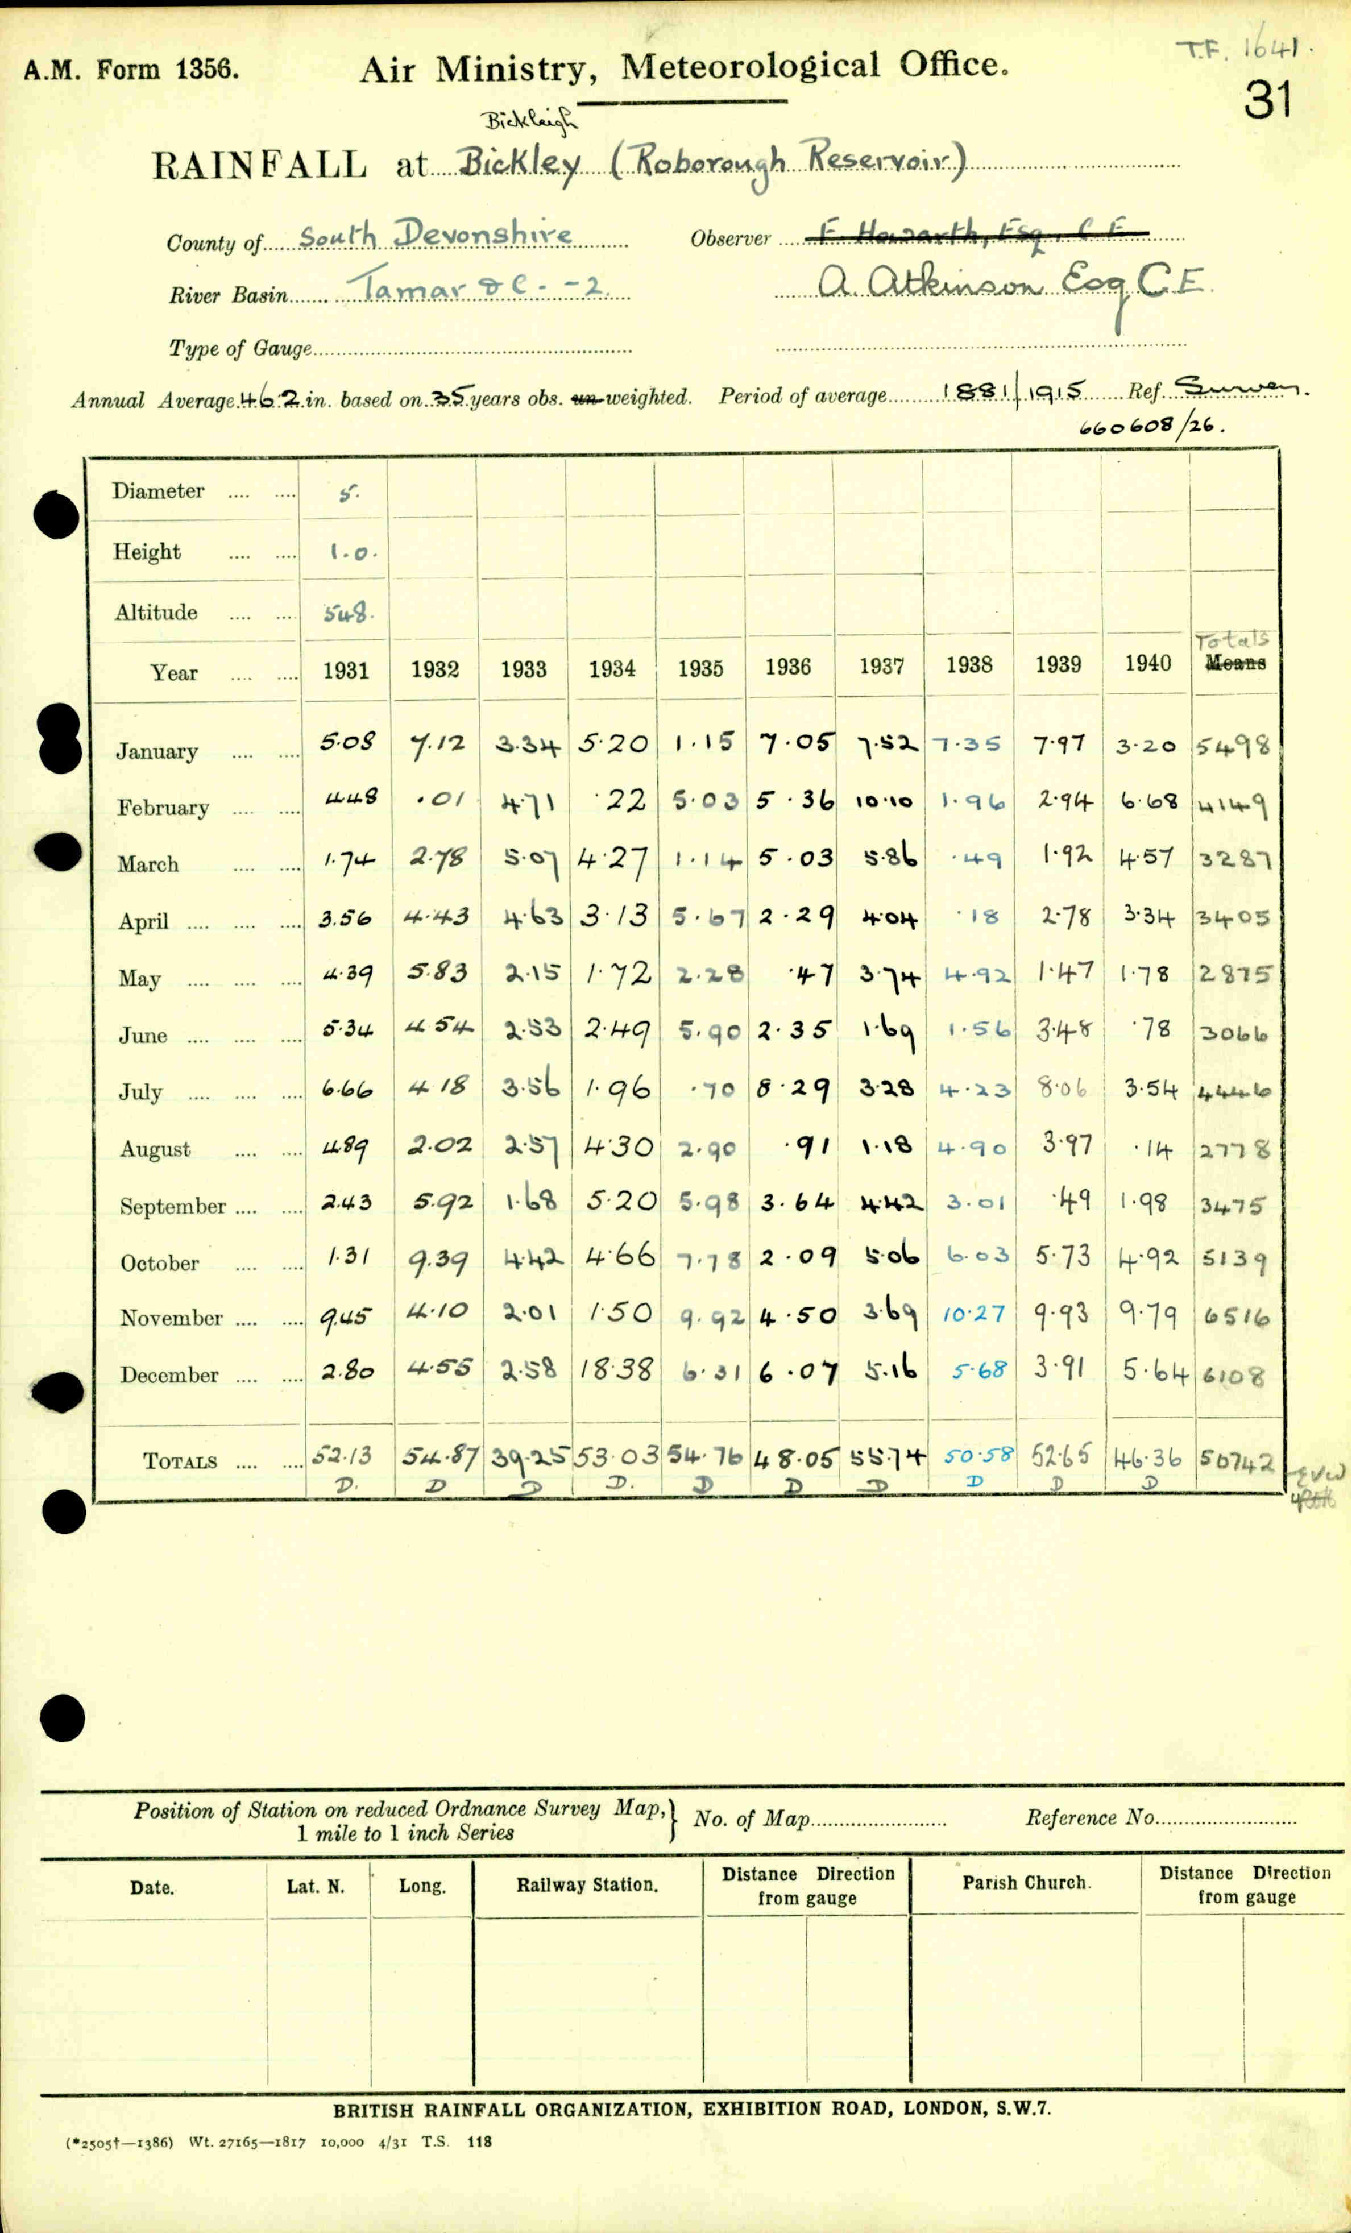 T.F. 1641.
A.M. Form 1356. Air Ministry, Meteorological Office.
31
Bickleigh
RAINFALL at Bickley (Roborough Reservoir)
County of South Devonshire Observer F Howarth, Esq. C E
River Basin Tamar &C. -2. A. Atkinson Esq C E.
Type of Gauge
Annual Average 46.2 in. based on 35 years obs. un-weighted. Period of average 1881/1915 Ref. Survey.
660608/26.
Diameter 5.
Height 1.0.
Altitude 548.
Totals
Year 1931 1932 1933 1934 1935 1936 1937 1938 1939 1940 Means
January 5.08 7.12 3.34 5.20 1.15 7.05 7.52 7.35 7.97 3.20 5498
February 4.48 .01 4.71 .22 5.03 5.36 10.10 1.96 2.94 6.68 4149
March 1.74 2.78 5.07 4.27 1.14 5.03 5.86 .49 1.92 4.57 3287
April 3.56 4.43 4.63 3.13 5.67 2.29 4.04 .18 2.78 3.34 3405
May 4.39 5.83 2.15 1.72 2.28 .47 3.74 4.92 1.47 1.78 2875
June 5.34 4.54 2.53 2.49 5.90 2.35 1.69 1.56 3.48 .78 3066
July 6.66 4.18 3.56 1.96 .70 8.29 3.28 4.23 8.06 3.54 4446
August 4.89 2.02 2.57 4.30 2.90 .91 1.18 4.90 3.97 .14 2778
September 2.43 5.92 1.68 5.20 5.98 3.64 4.42 3.01 .49 1.98 3475
October 1.31 9.39 4.42 4.66 7.78 2.09 5.06 6.03 5.73 4.92 5139
November 9.45 4.10 2.01 1.50 9.92 4.50 3.69 10.27 9.93 9.79 6516
December 2.80 4.55 2.58 18.38 6.31 6.07 5.16 5.68 3.91 5.64 6108
TOTALS 52.13 54.87 39.25 53.03 54.76 48.05 55.74 50.58 52.65 46.36 50742
D. D D D. D D D D D D
Position of Station on reduced Ordnance Survey Map, } No. of Map Reference No.
1 mile to 1 inch Series
Date. Lat. N. Long. Railway Station. Distance Direction from gauge Parish Church. Distance Direction from gauge
BRITISH RAINFALL ORGANIZATION, EXHIBITION ROAD, LONDON, S.W.7.
(*2505†—1386) Wt. 27165—1817 10,000 4/31 T.S. 118